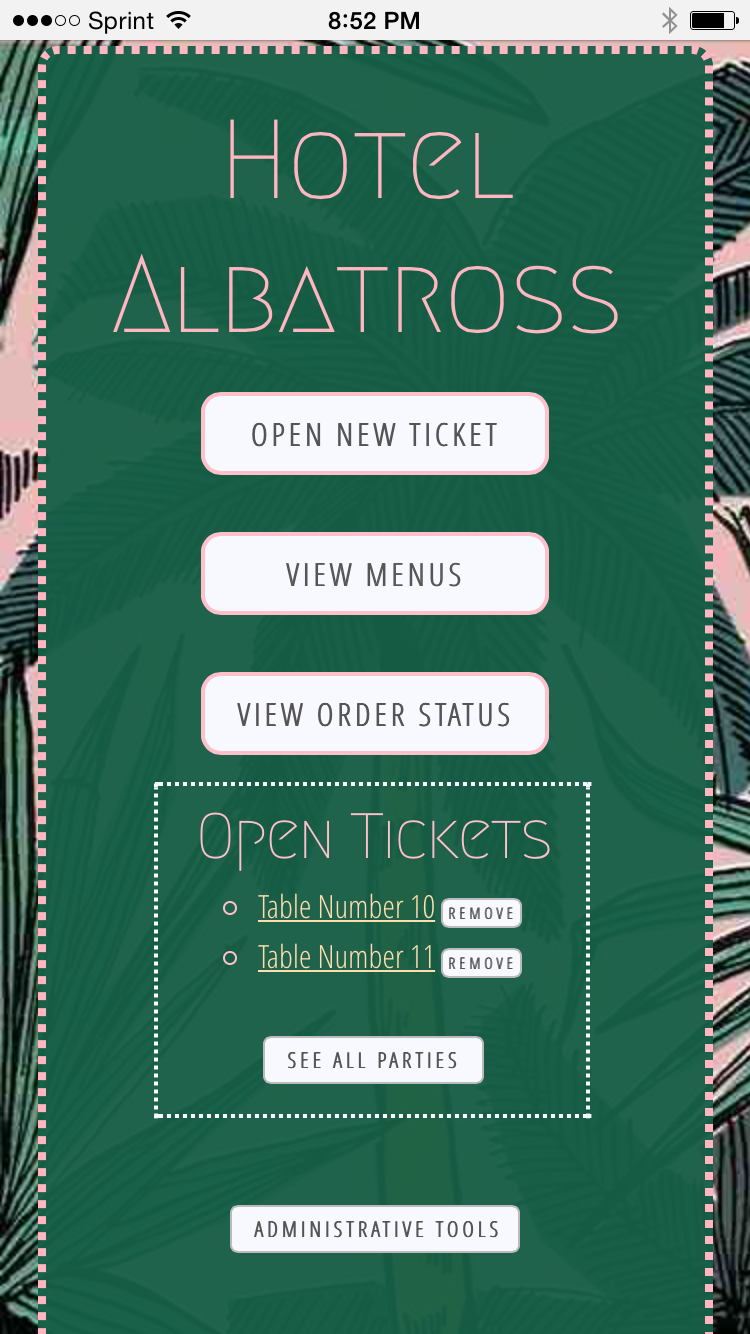 Sprint 8:52 PM
Hotel
Albatross
OPEN NEW TICKET
VIEW MENUS
VIEW ORDER STATUS
Open Tickets
Table Number 10 REMOVE
Table Number 11 REMOVE
SEE ALL PARTIES
ADMINISTRATIVE TOOLS